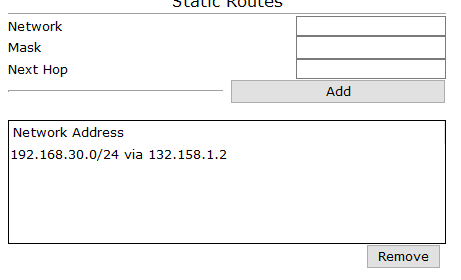 Static Routes
Network
Mask
Next Hop
Add
Network Address
192.168.30.0/24 via 132.158.1.2
Remove